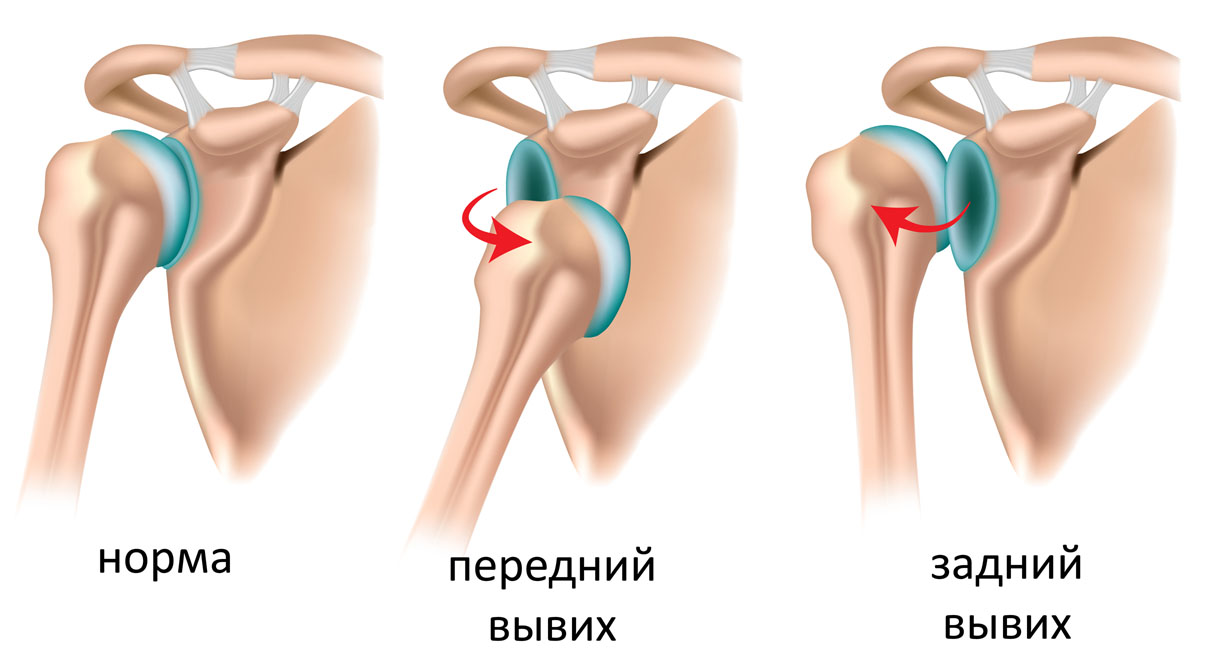 норма
передний
вывих
задний
вывих